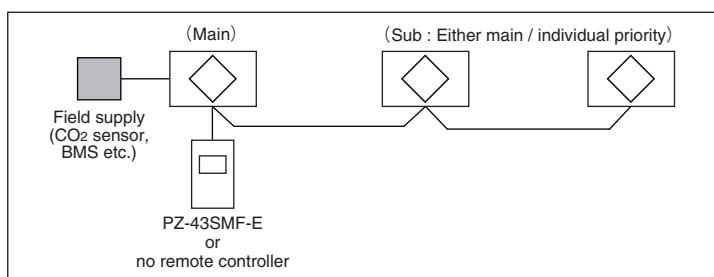 (Main)
(Sub : Either main / individual priority)
Field supply
(CO2 sensor,
BMS etc.)
PZ-43SMF-E
or
no remote controller